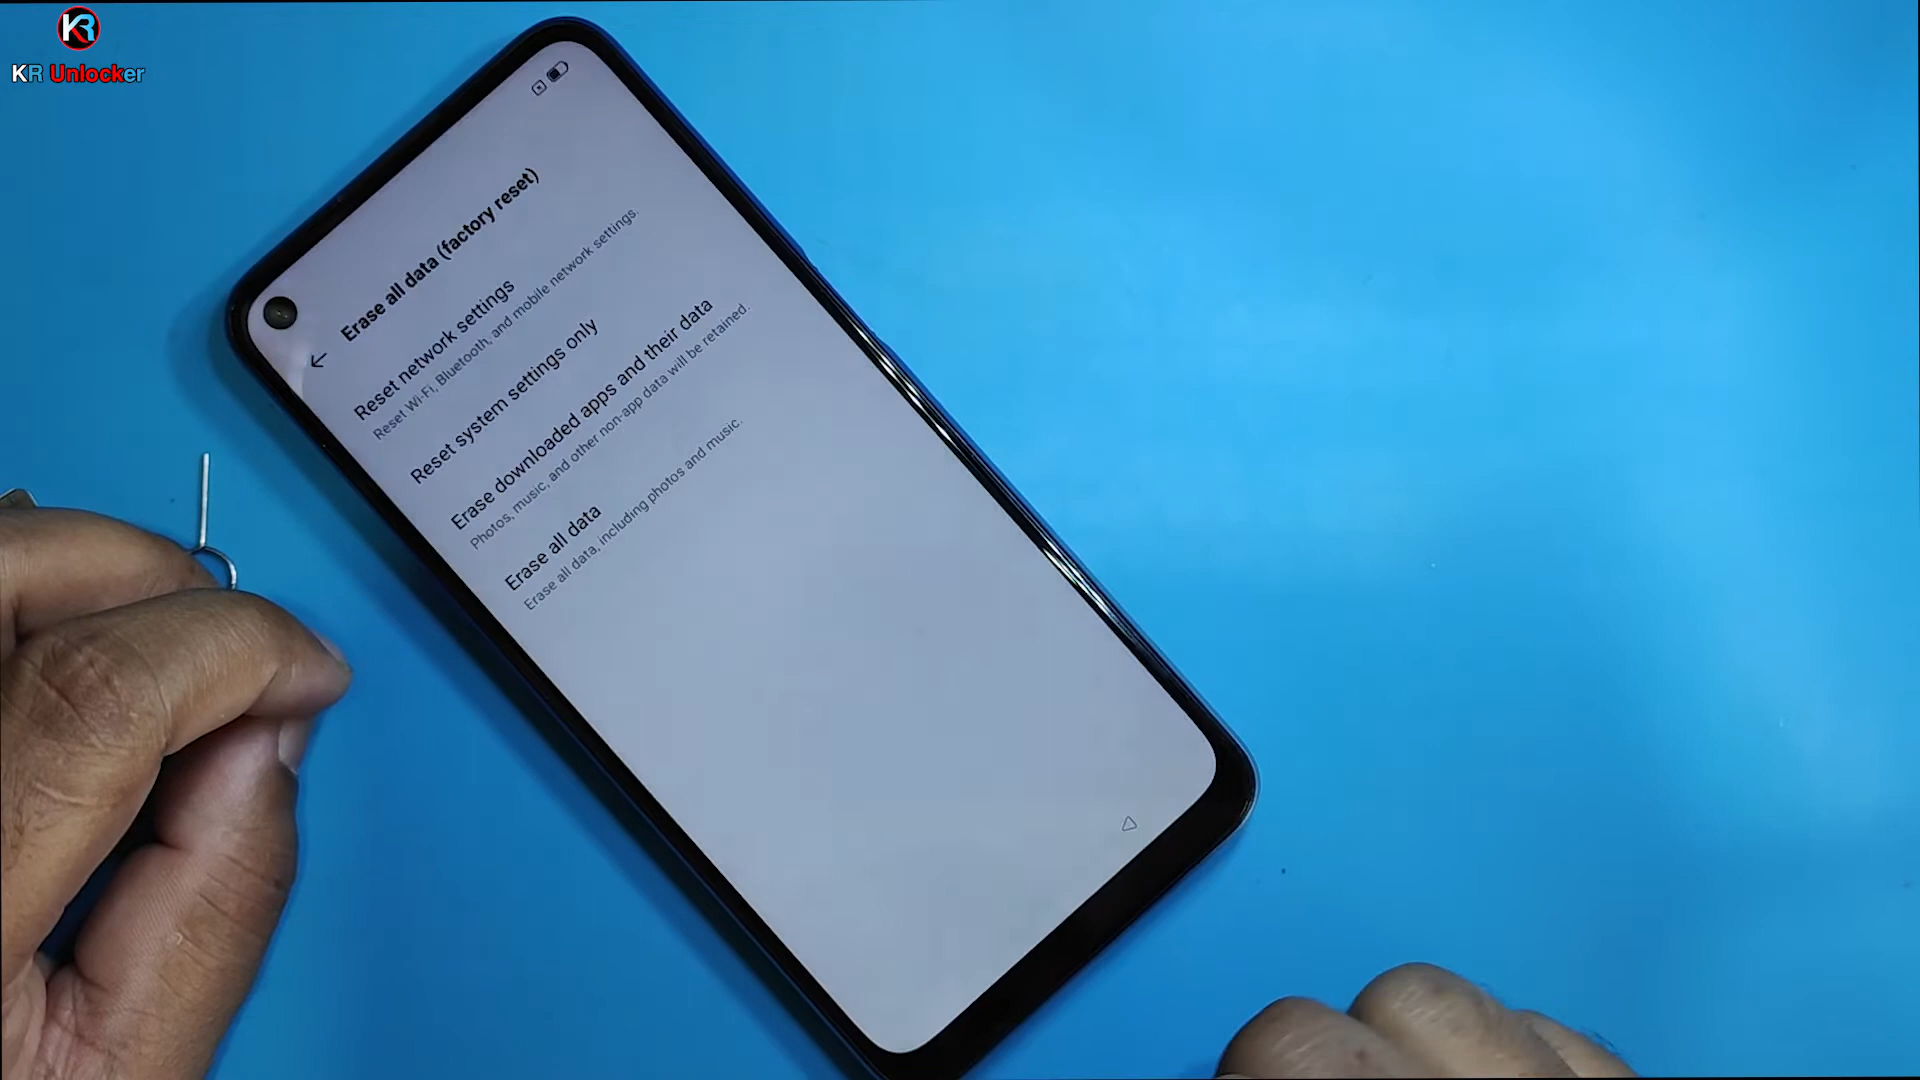 KR
KR Unlocker
Erase all data (factory reset)
Reset network settings
Reset Wi-Fi, Bluetooth, and mobile network settings.
Reset system settings only
Erase downloaded apps and their data
Photos, music, and other non-app data will be retained.
Erase all data
Erase all data, including photos and music.